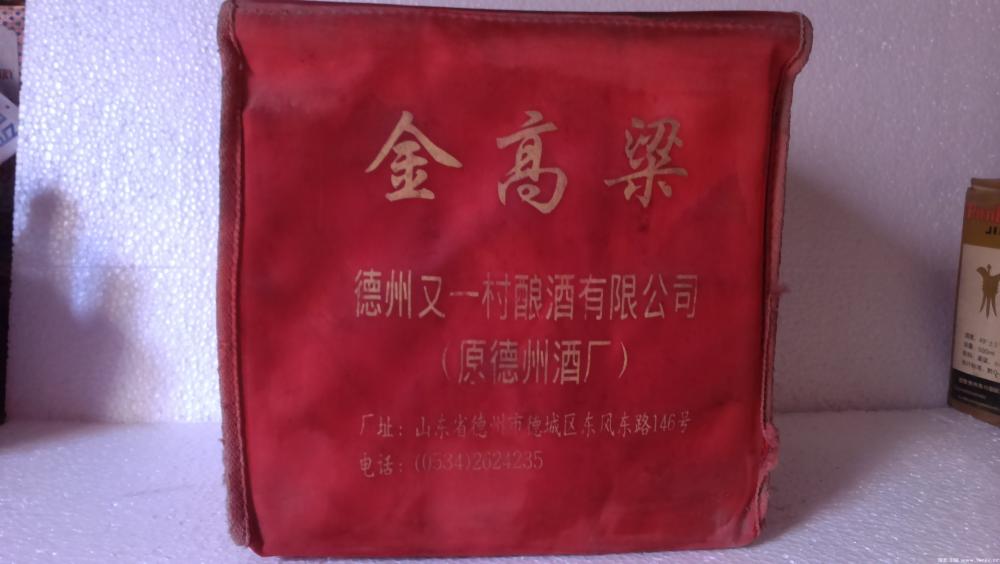 金高梁
德州又一村酿酒有限公司
（原德州酒厂）
厂址：山东省德州市德城区东风东路146号
电话：(0534)2624235